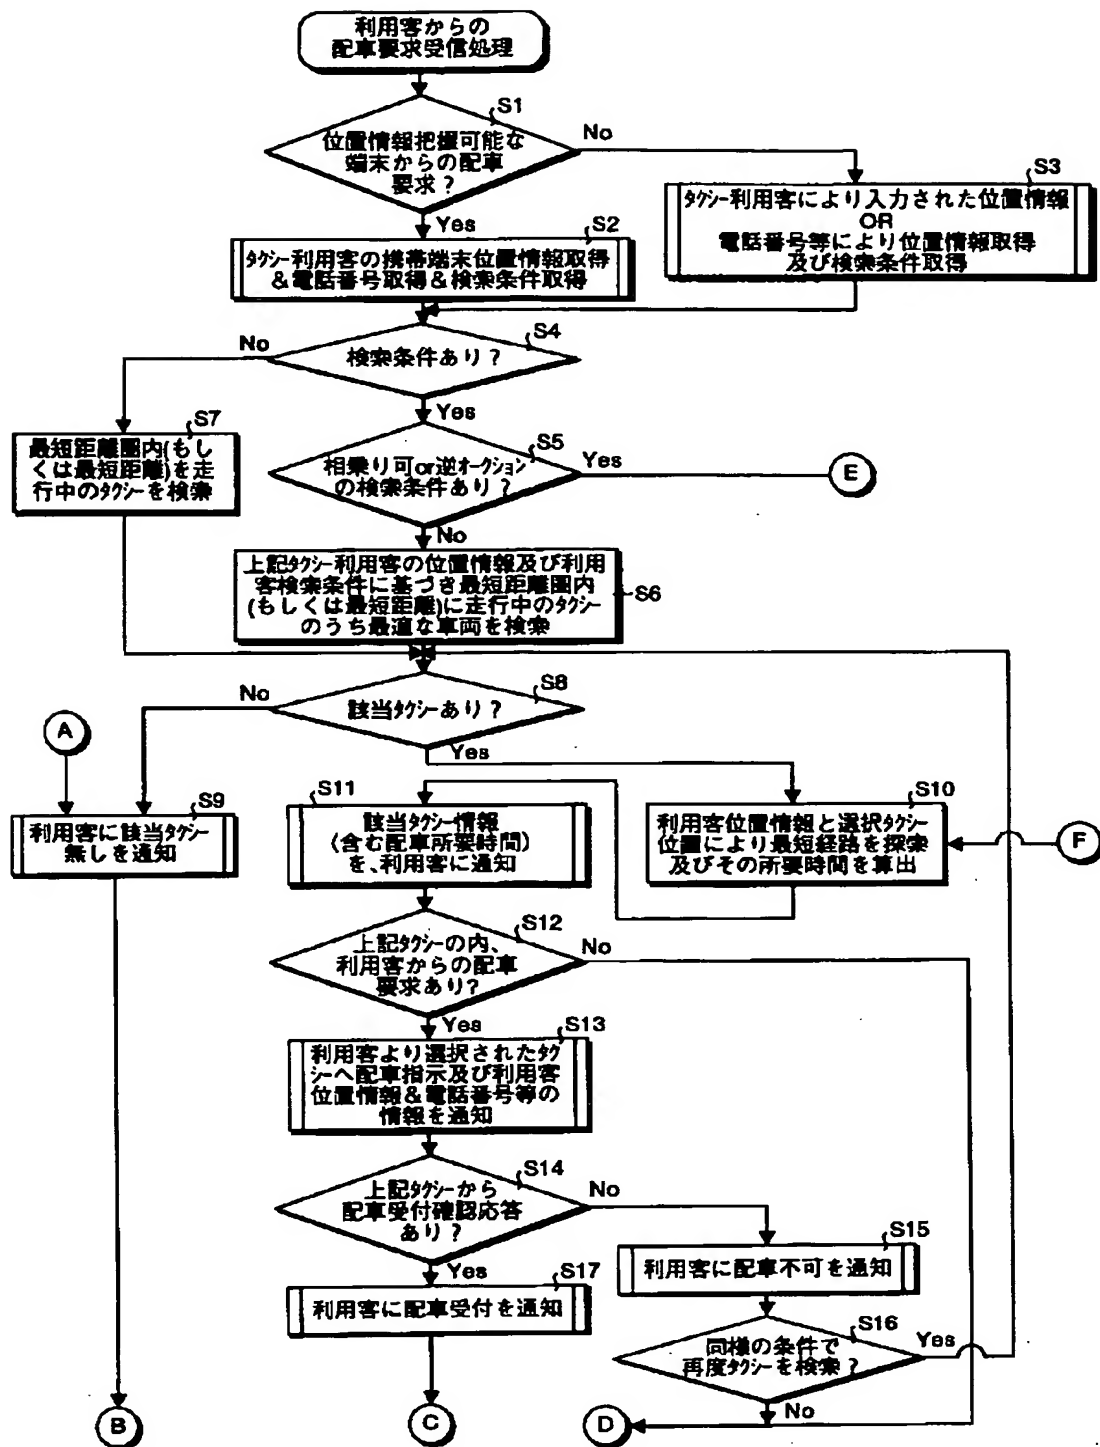 利用客からの
配車要求受信処理
S1
位置情報把握可能な
端末からの配車
要求？
No
Yes
S3
タクシー利用客により入力された位置情報
OR
電話番号等により位置情報取得
及び検索条件取得
S2
タクシー利用客の携帯端末位置情報取得
＆電話番号取得＆検索条件取得
S4
検索条件あり？
No
Yes
S7
最短距離圏内(もし
くは最短距離)を走
行中のタクシーを検索
S5
相乗り可or逆オークション
の検索条件あり？
Yes
E
No
上記タクシー利用客の位置情報及び利用
客検索条件に基づき最短距離圏内
(もしくは最短距離)に走行中のタクシー
のうち最適な車両を検索
S6
S8
該当タクシーあり？
No
Yes
A
S9
利用客に該当タクシー
無しを通知
S11
該当タクシー情報
(含む配車所要時間)
を、利用客に通知
S10
利用客位置情報と選択タクシー
位置により最短経路を探索
及びその所要時間を算出
F
S12
上記タクシーの内、
利用客からの配車
要求あり？
No
Yes
S13
利用客より選択されたタク
シーへ配車指示及び利用客
位置情報＆電話番号等の
情報を通知
S14
上記タクシーから
配車受付確認応答
あり？
No
Yes
S15
利用客に配車不可を通知
S17
利用客に配車受付を通知
S16
同様の条件で
再度タクシーを検索？
Yes
No
B
C
D